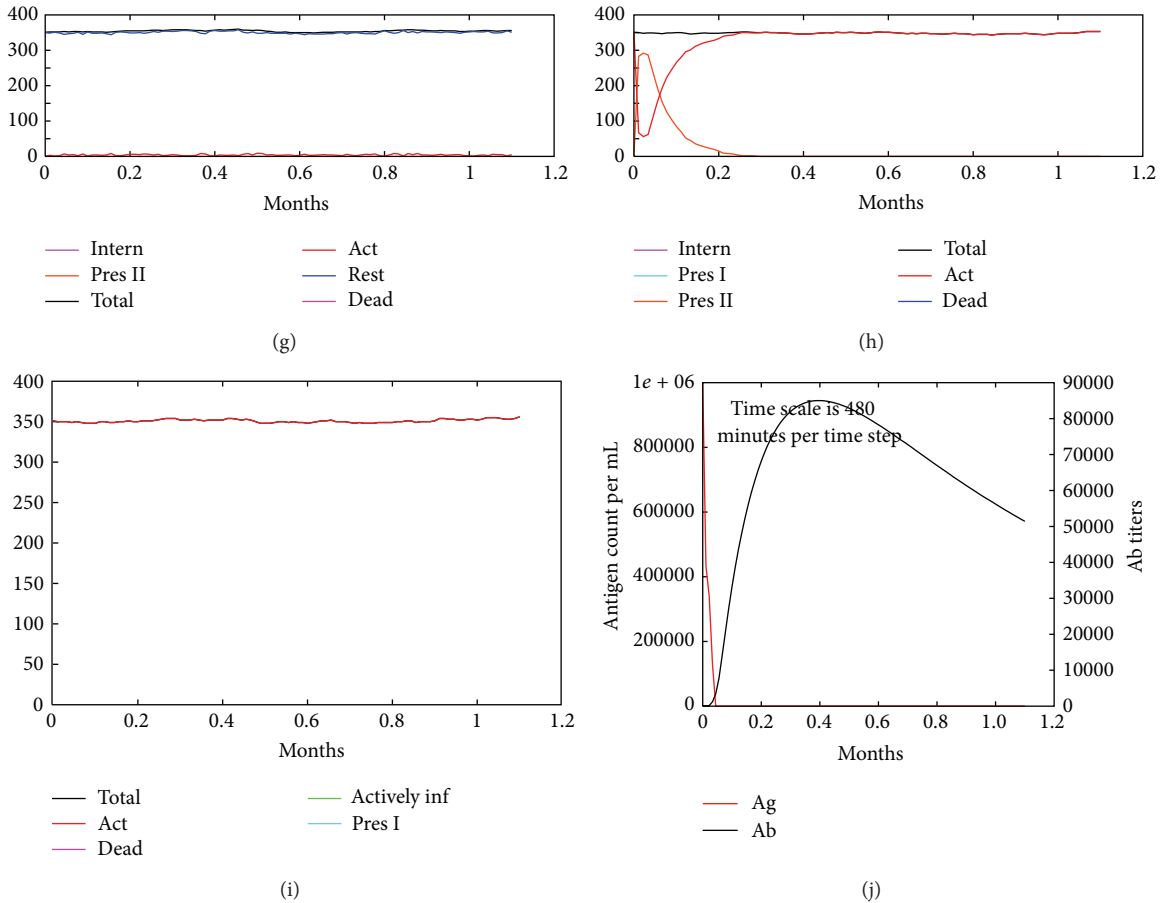 400
300
200
100
0
0 0.2 0.4 0.6 0.8 1 1.2
Months
Intern
Pres II
Total
Act
Rest
Dead
(g)
400
300
200
100
0
0 0.2 0.4 0.6 0.8 1 1.2
Months
Intern
Pres I
Pres II
Total
Act
Dead
(h)
400
350
300
250
200
150
100
50
0
0 0.2 0.4 0.6 0.8 1 1.2
Months
Total
Act
Dead
Actively inf
Pres I
(i)
Antigen count per mL
1e + 06
800000
600000
400000
200000
0
Time scale is 480
minutes per time step
90000
80000
70000
60000
50000
40000
30000
20000
10000
0
Ab titers
0 0.2 0.4 0.6 0.8 1.0 1.2
Months
Ag
Ab
(j)